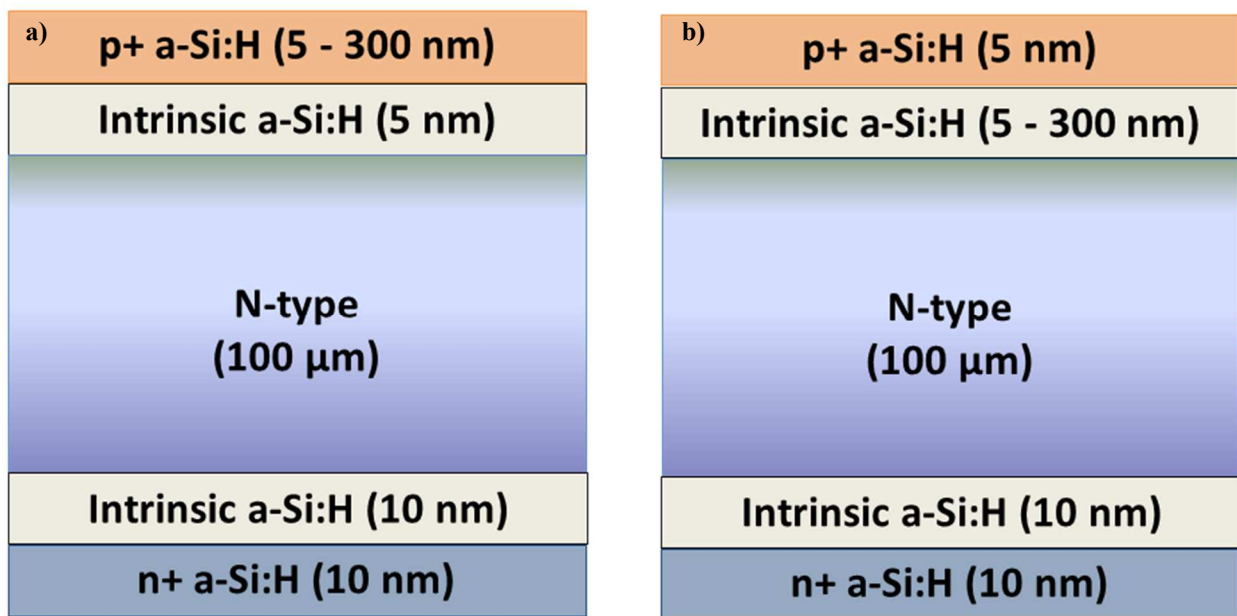 a)
p+ a-Si:H (5 - 300 nm)
Intrinsic a-Si:H (5 nm)
N-type
(100 µm)
Intrinsic a-Si:H (10 nm)
n+ a-Si:H (10 nm)
b)
p+ a-Si:H (5 nm)
Intrinsic a-Si:H (5 - 300 nm)
N-type
(100 µm)
Intrinsic a-Si:H (10 nm)
n+ a-Si:H (10 nm)